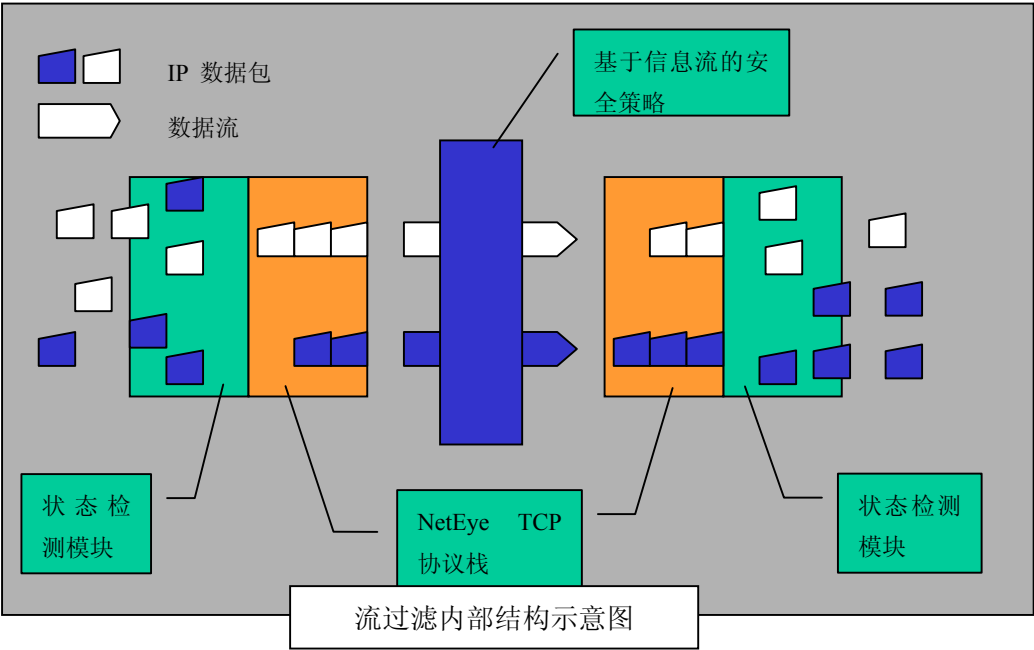 IP 数据包
数据流
基于信息流的安
全策略
状态检
测模块
NetEye TCP
协议栈
状态检测
模块
流过滤内部结构示意图